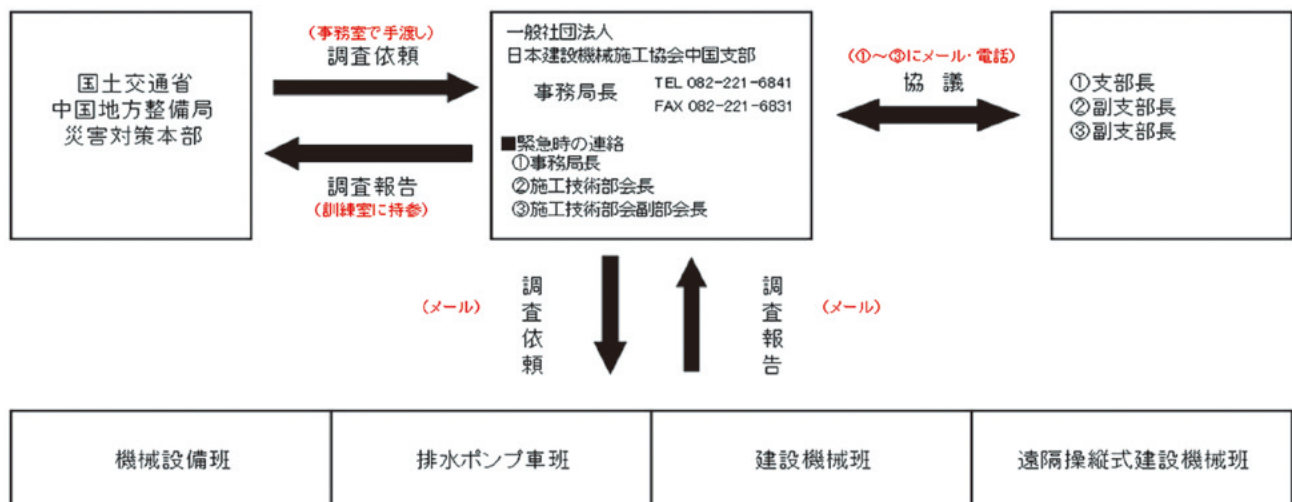 国土交通省
中国地方整備局
災害対策本部
(事務室で手渡し)
調査依頼
調査報告
(訓練室に持参)
一般社団法人
日本建設機械施工協会中国支部
事務局長
TEL 082-221-6841
FAX 082-221-6831
■緊急時の連絡
①事務局長
②施工技術部会長
③施工技術部会副部会長
(①～③にメール・電話)
協 議
①支部長
②副支部長
③副支部長
(メール)
調査依頼
調査報告
(メール)
機械設備班
排水ポンプ車班
建設機械班
遠隔操縦式建設機械班